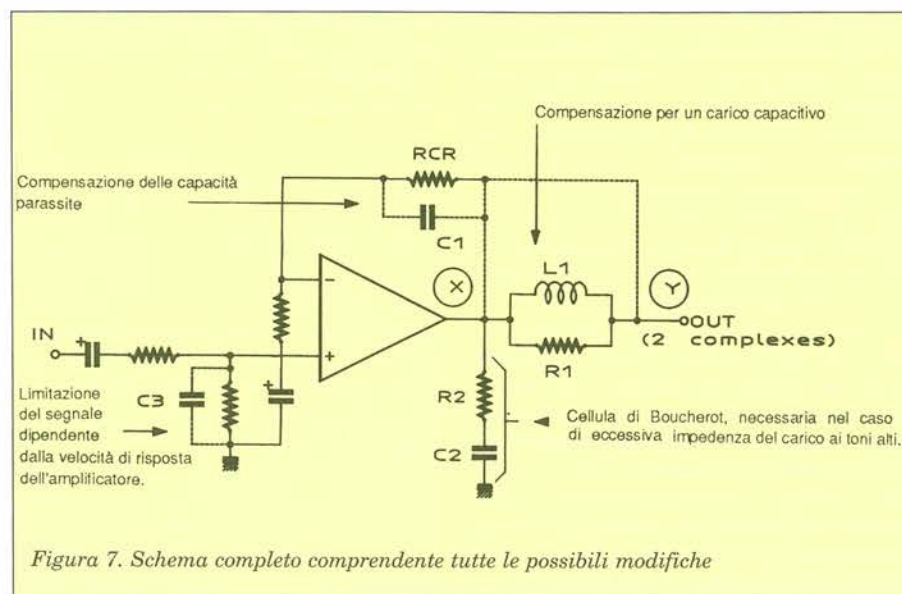 Compensazione per un carico capacitivo
RCR
Compensazione delle capacità
parassite
C1
L1
X
Y
-
+
IN
+
OUT
(2 complexes)
R1
C3
+
R2
C2
Limitazione
del segnale
dipendente
dalla velocità di risposta
dell'amplificatore.
Cellula di Boucherot, necessaria nel caso
di eccessiva impedenza del carico ai toni alti.
Figura 7. Schema completo comprendente tutte le possibili modifiche